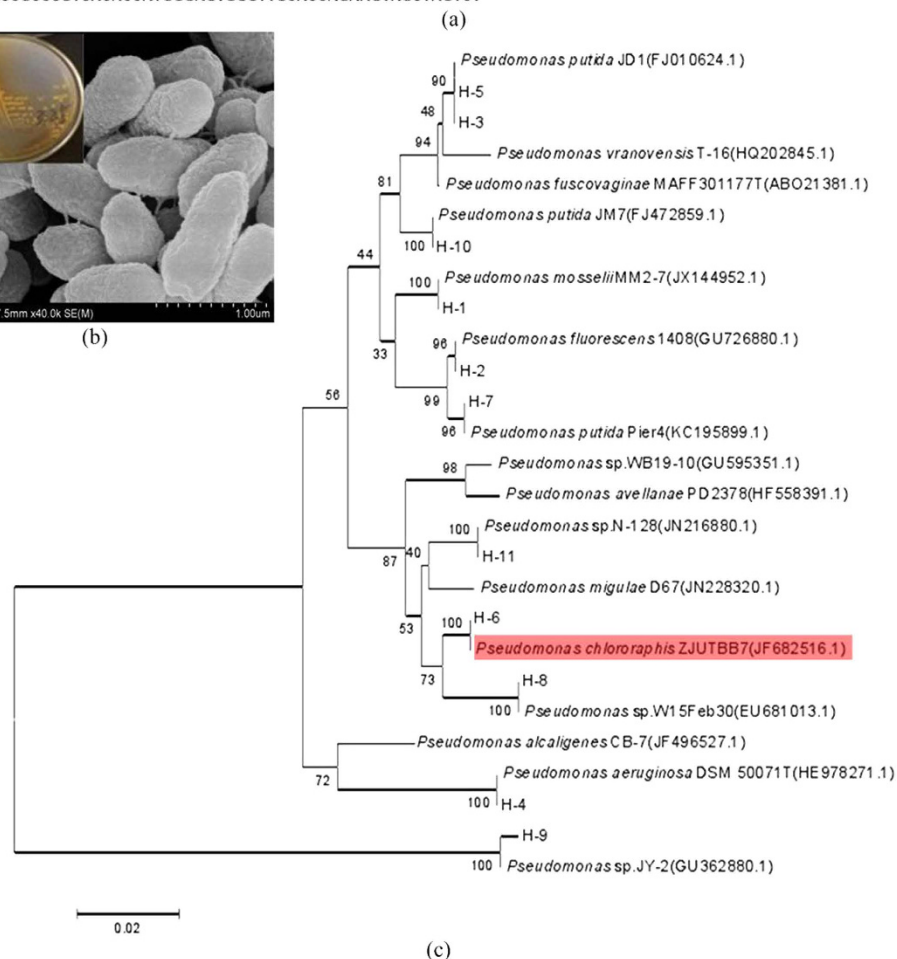 (a)
.5mm x40.0k SE(M)
1.00um
(b)
Pseudomonas putida JD1(FJ010624.1)
90
H-5
48
H-3
94
Pseudomonas vranovensis T-16(HQ202845.1)
81
Pseudomonas fuscovaginae MAFF301177T(ABO21381.1)
Pseudomonas putida JM7(FJ472859.1)
100
H-10
44
Pseudomonas mosselii MM2-7(JX144952.1)
100
H-1
33
Pseudomonas fluorescens 1408(GU726880.1)
96
H-2
99
H-7
96
Pseudomonas putida Pier4(KC195899.1)
56
Pseudomonas sp.WB19-10(GU595351.1)
98
Pseudomonas avellanae PD2378(HF558391.1)
Pseudomonas sp.N-128(JN216880.1)
100
H-11
87
40
Pseudomonas migulae D67(JN228320.1)
H-6
100
53
Pseudomonas chlororaphis ZJUTBB7(JF682516.1)
73
H-8
100
Pseudomonas sp.W15Feb30(EU681013.1)
Pseudomonas alcaligenes CB-7(JF496527.1)
72
Pseudomonas aeruginosa DSM 50071T(HE978271.1)
100
H-4
H-9
100
Pseudomonas sp.JY-2(GU362880.1)
0.02
(c)